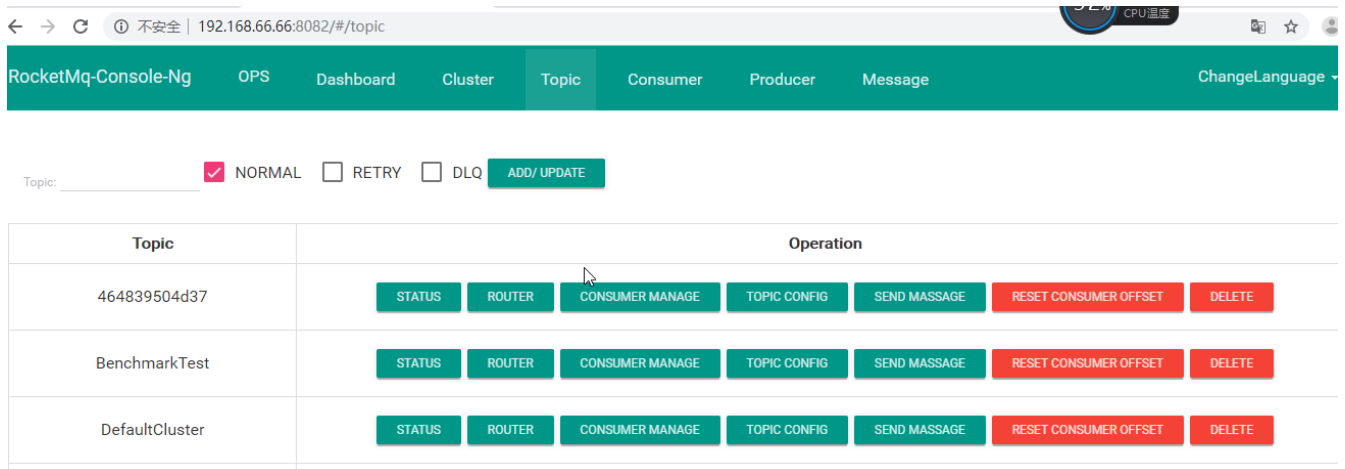 CPU温度
不安全 | 192.168.66.66:8082/#/topic
RocketMq-Console-Ng OPS Dashboard Cluster Topic Consumer Producer Message ChangeLanguage
Topic: NORMAL RETRY DLQ ADD/ UPDATE
Topic Operation
464839504d37 STATUS ROUTER CONSUMER MANAGE TOPIC CONFIG SEND MASSAGE RESET CONSUMER OFFSET DELETE
BenchmarkTest STATUS ROUTER CONSUMER MANAGE TOPIC CONFIG SEND MASSAGE RESET CONSUMER OFFSET DELETE
DefaultCluster STATUS ROUTER CONSUMER MANAGE TOPIC CONFIG SEND MASSAGE RESET CONSUMER OFFSET DELETE